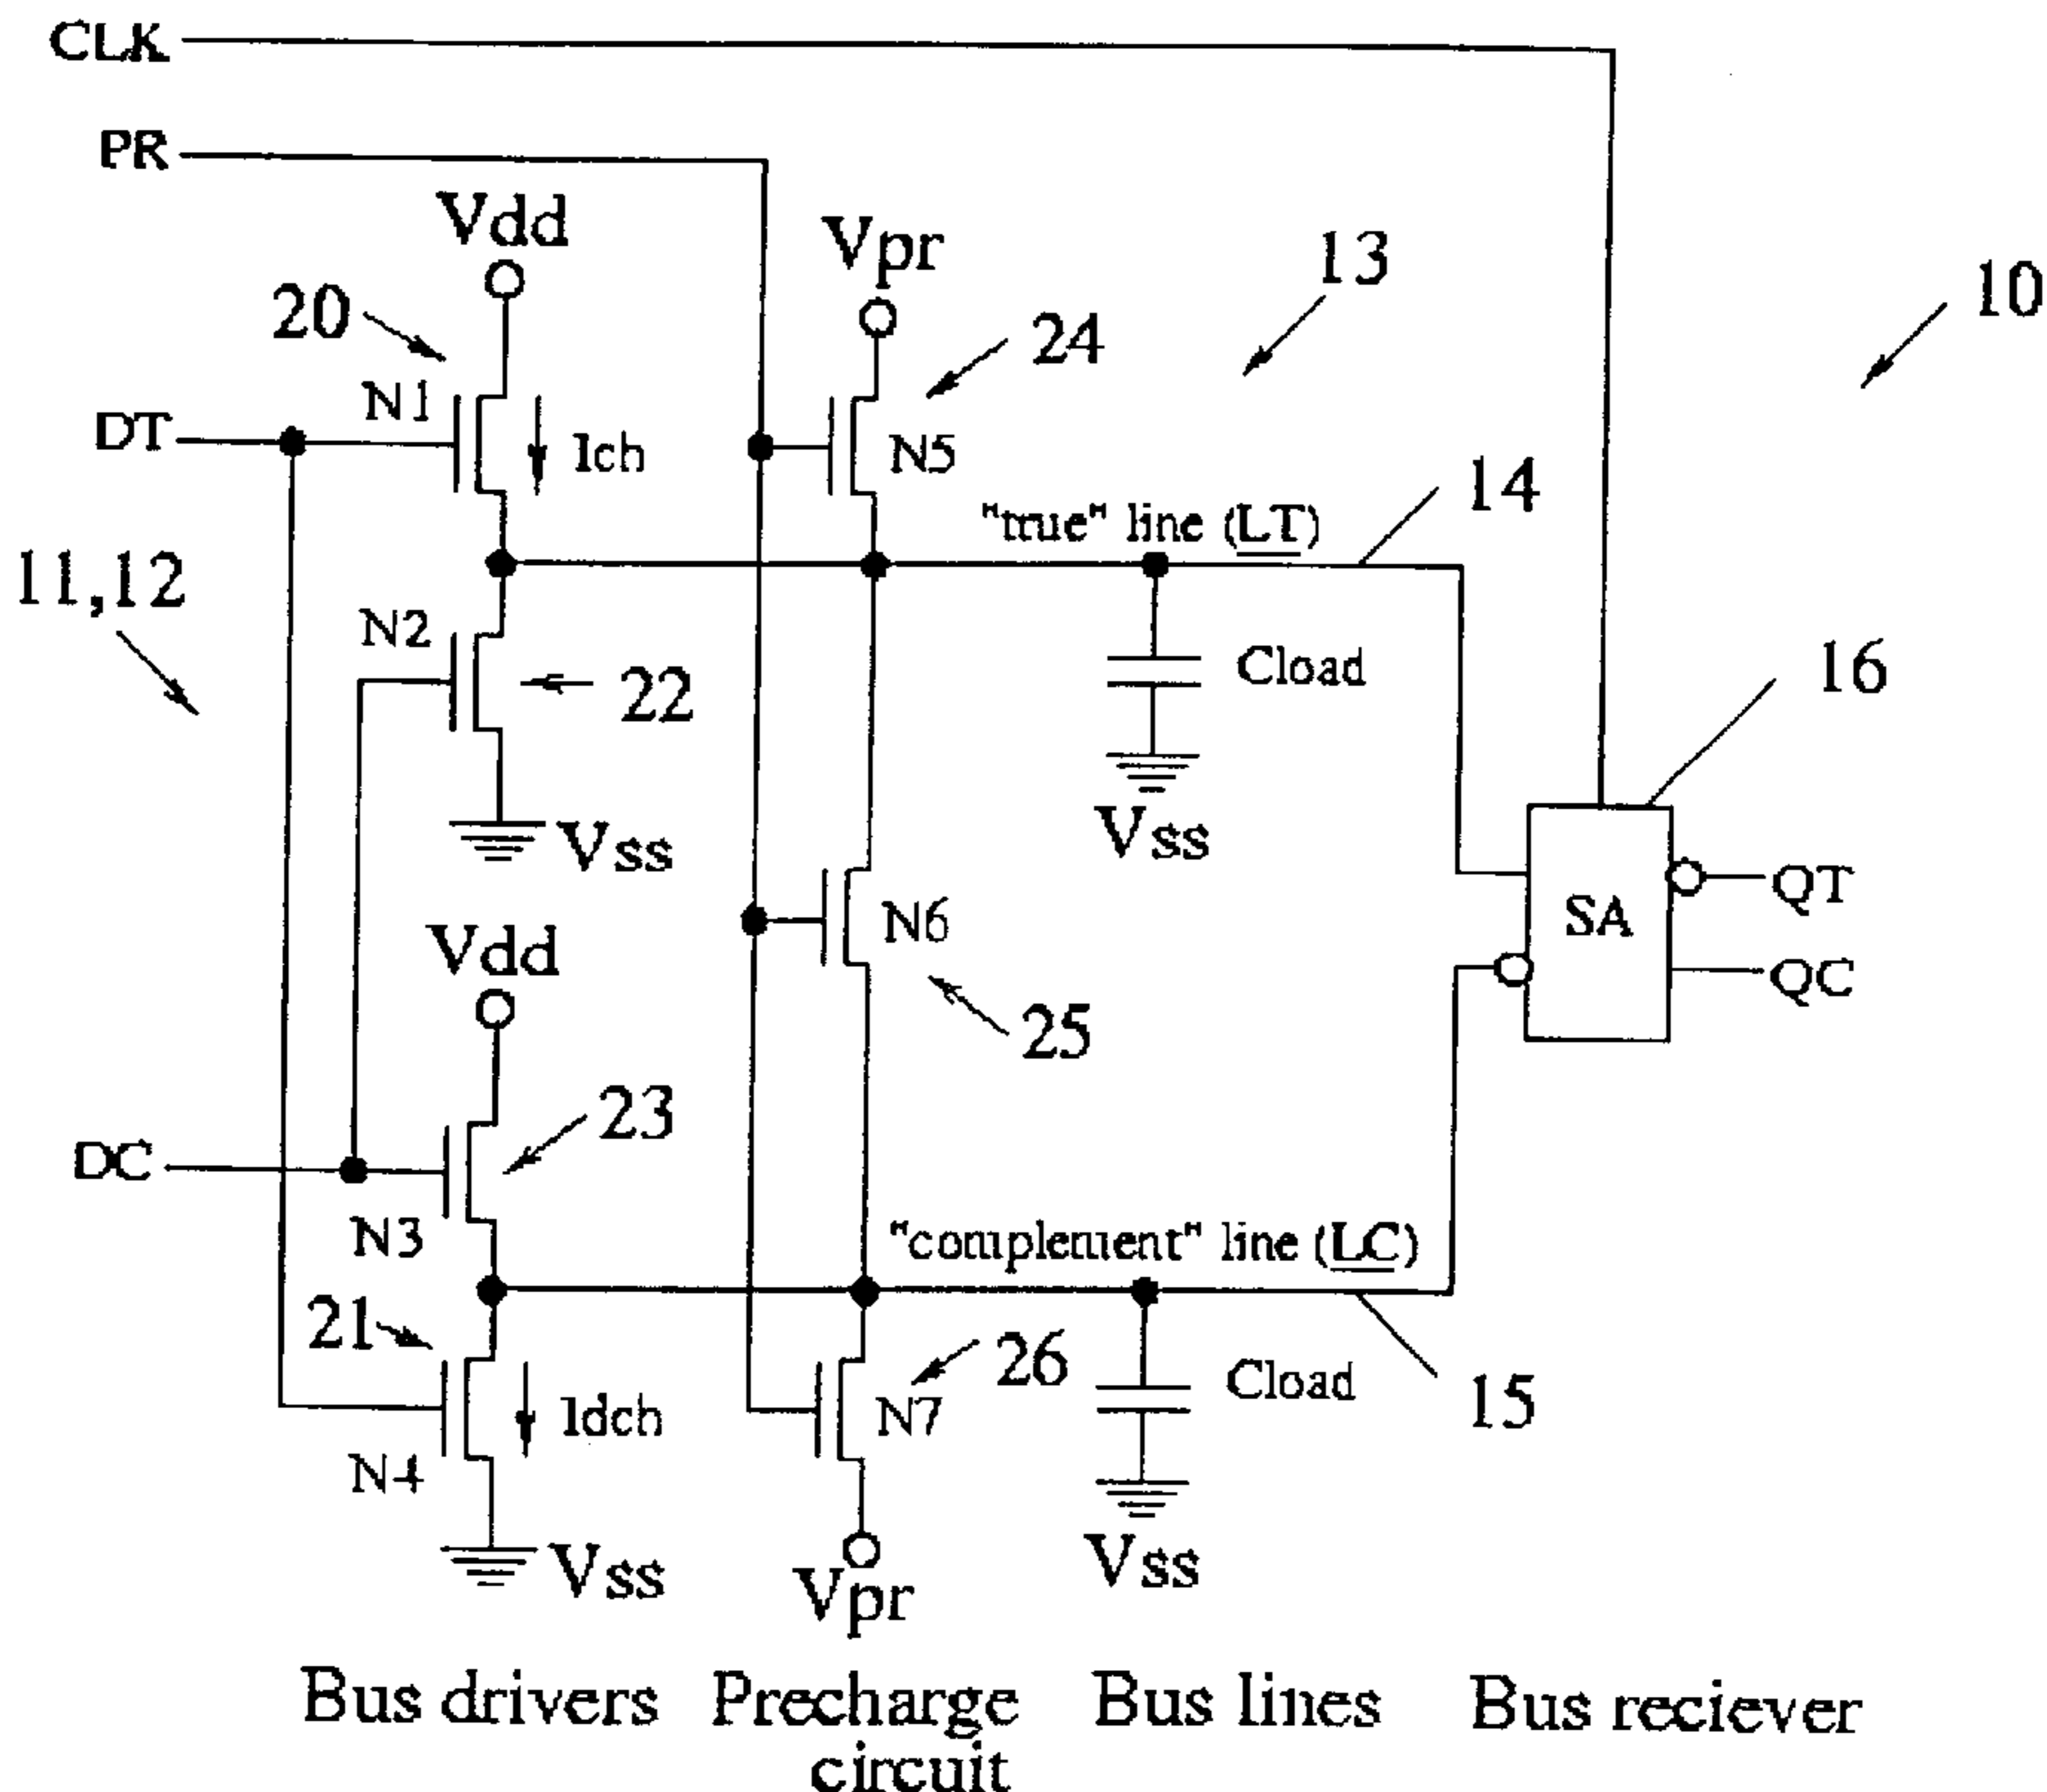 CLK
PR
Vdd
Vpr
13
10
20
24
N1
DT
Ich
N5
14
"true" line (LT)
11,12
N2
22
Cload
16
Vss
Vss
QT
N6
SA
Vdd
QC
25
23
DC
N3
"complement" line (LC)
21
26
Cload
15
N7
Idch
N4
Vss
Vss
Vpr
Bus drivers
Precharge
circuit
Bus lines
Bus reciever